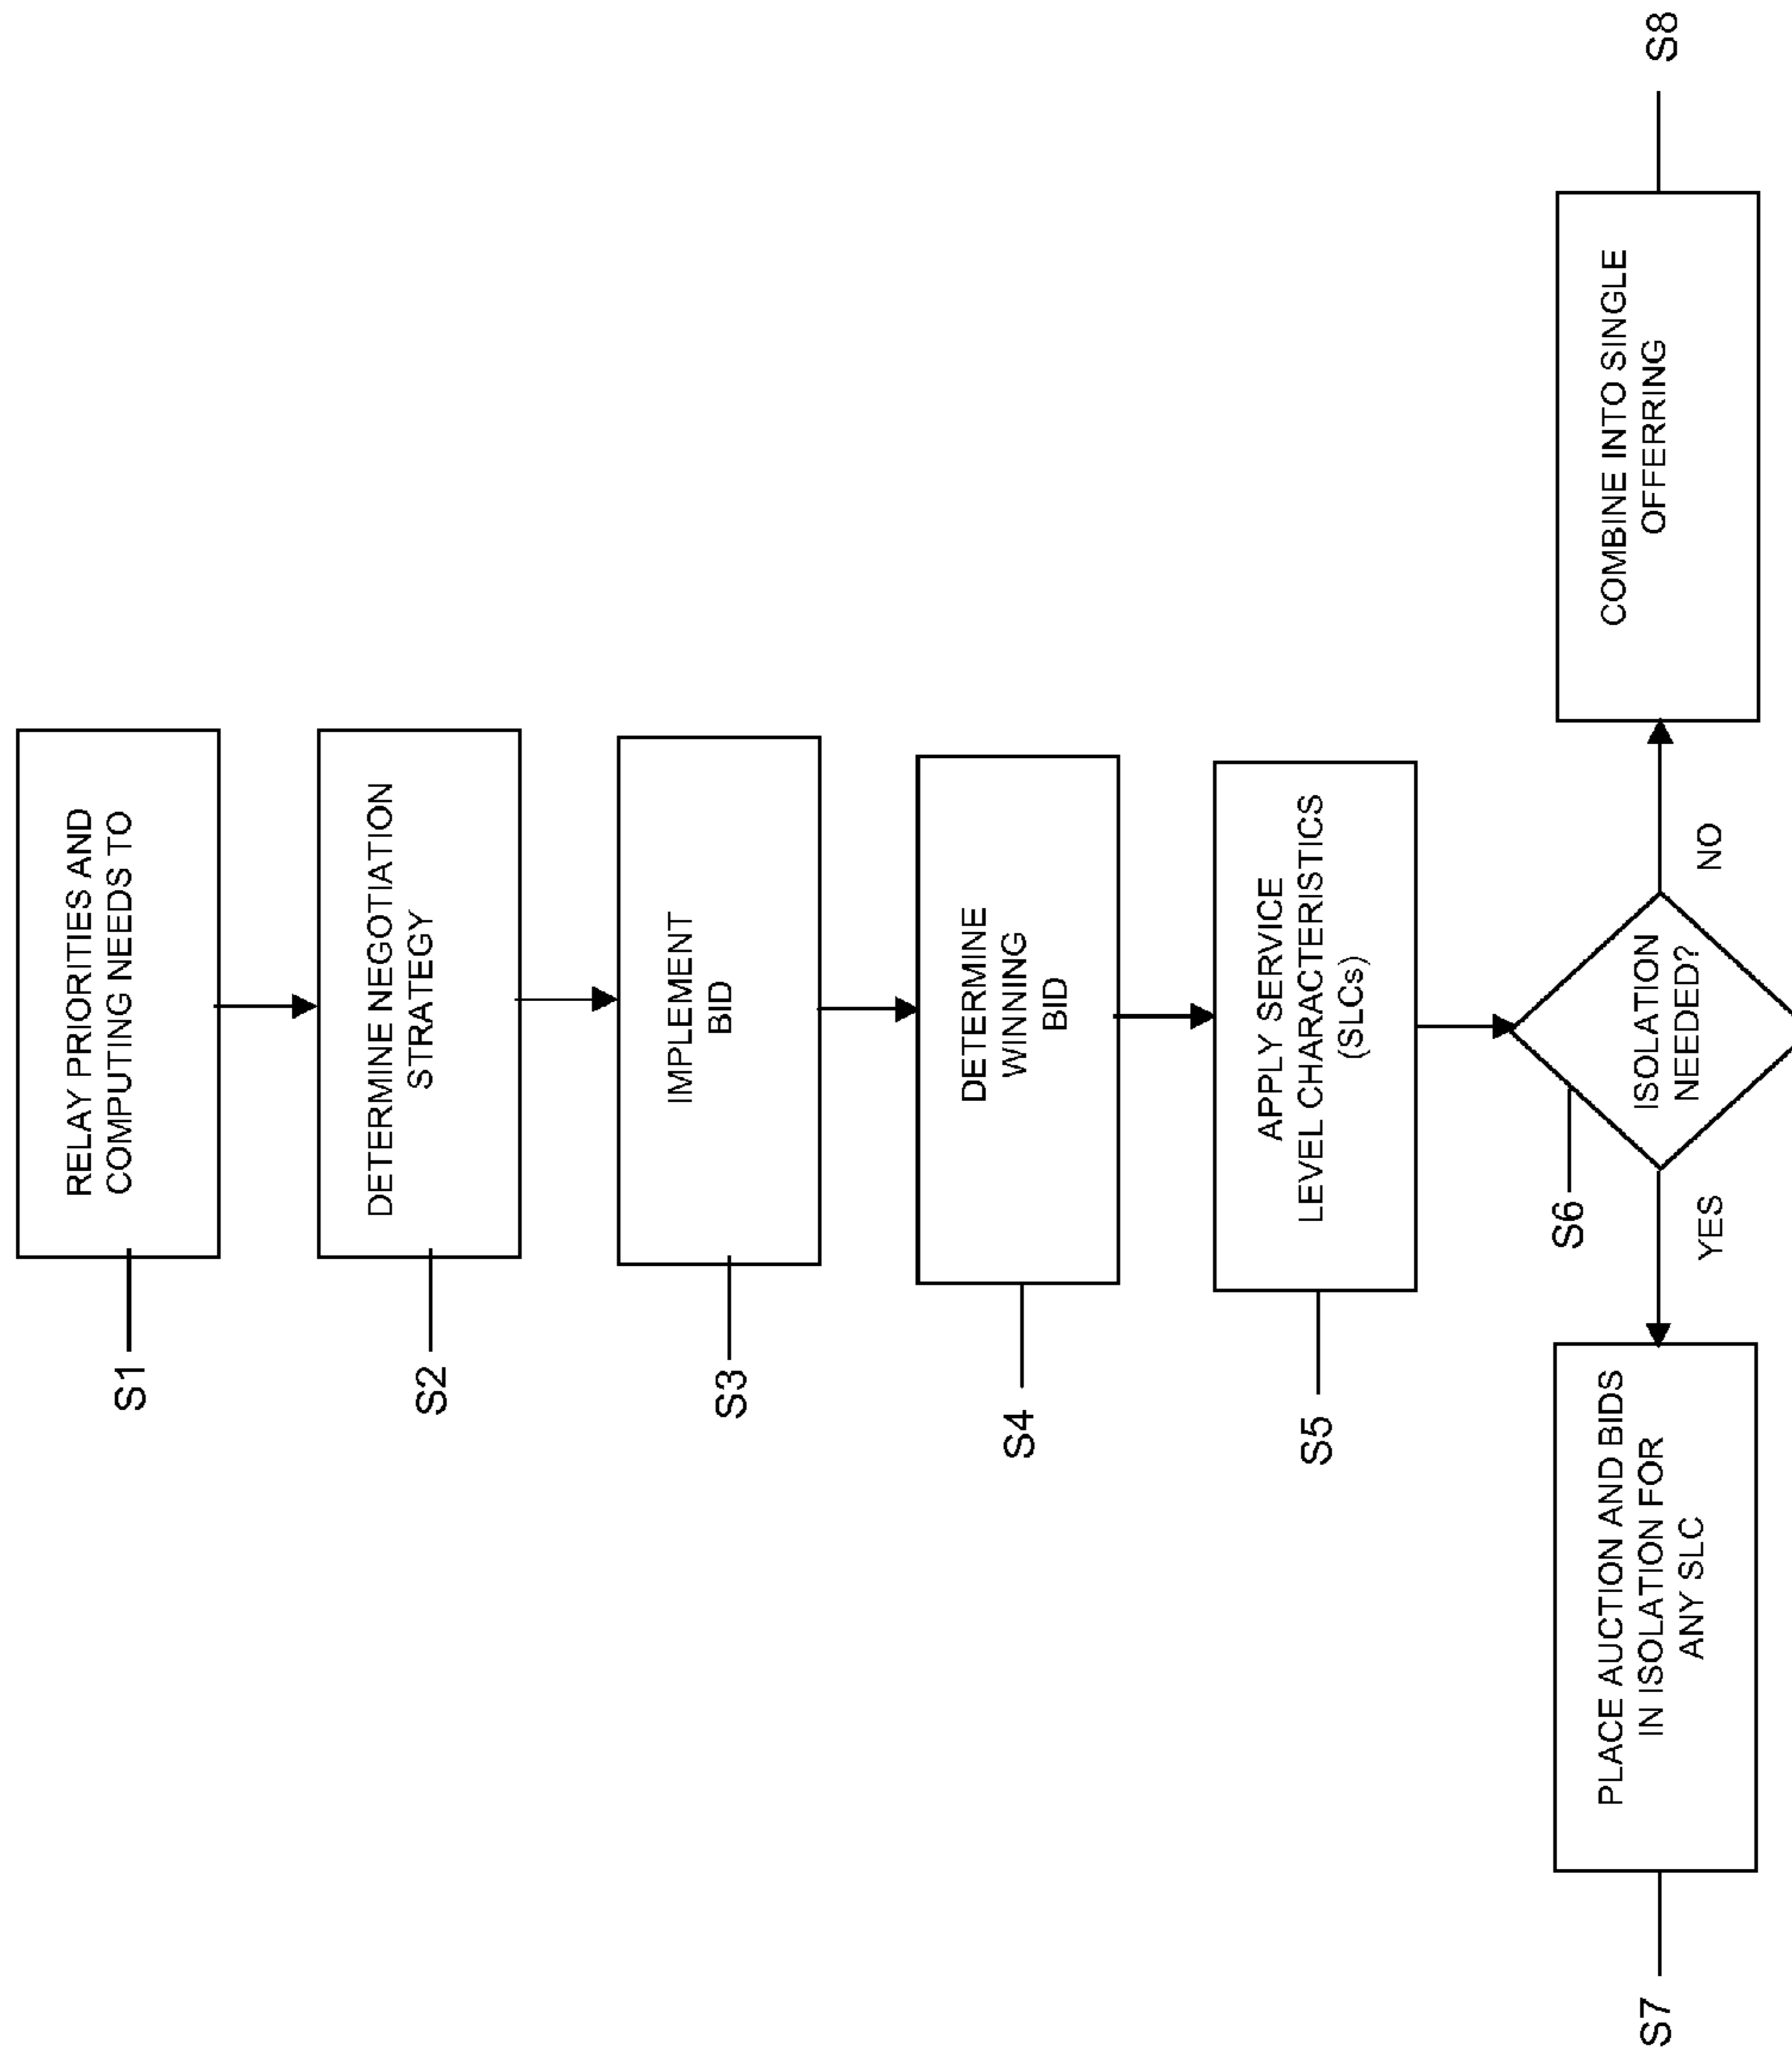 S1
RELAY PRIORITIES AND
COMPUTING NEEDS TO
S2
DETERMINE NEGOTIATION
STRATEGY
S3
IMPLEMENT
BID
S4
DETERMINE
WINNING
BID
S5
APPLY SERVICE
LEVEL CHARACTERISTICS
(SLCs)
S6
ISOLATION
NEEDED?
YES
NO
S7
PLACE AUCTION AND BIDS
IN ISOLATION FOR
ANY SLC
COMBINE INTO SINGLE
OFFERRING
S8